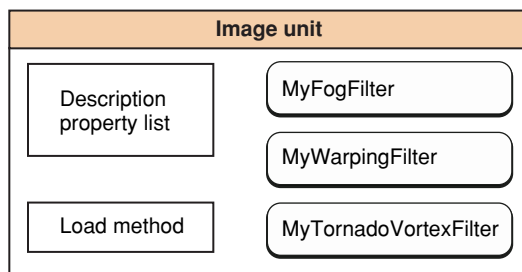 Image unit
Description
property list
Load method
MyFogFilter
MyWarpingFilter
MyTornadoVortexFilter